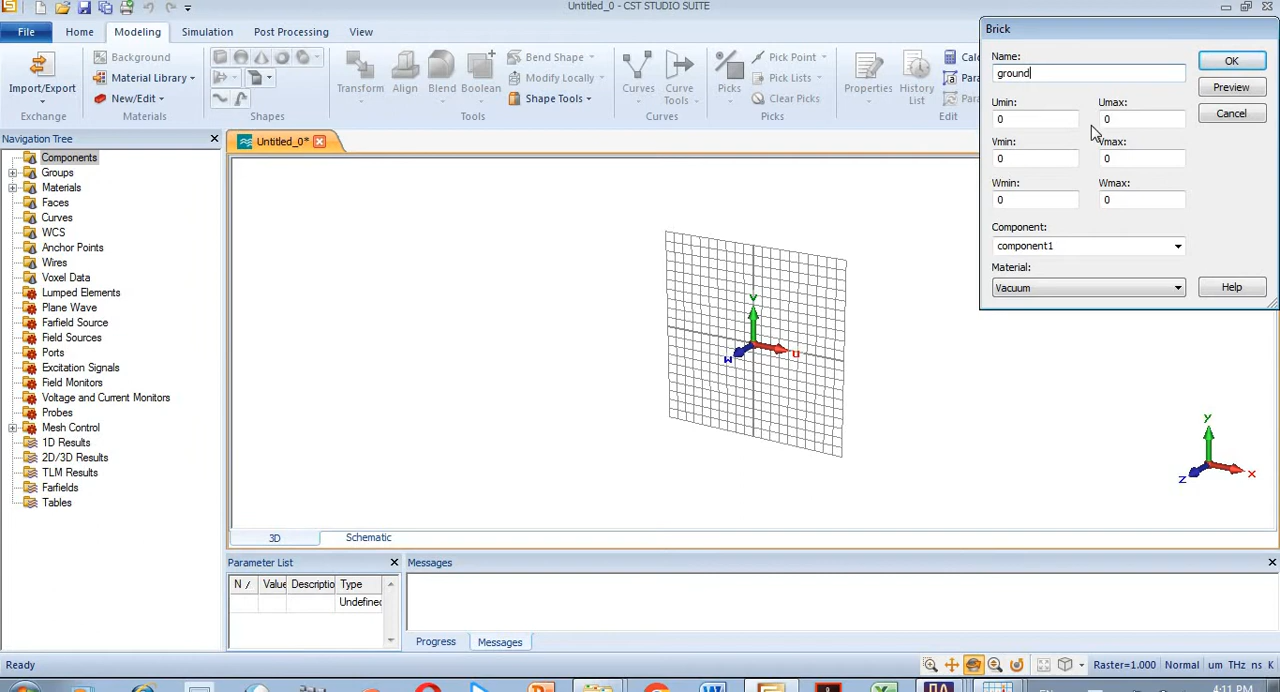 Untitled_0 - CST STUDIO SUITE
File
Home
Modeling
Simulation
Post Processing
View
Import/Export
Exchange
Background
Material Library
New/Edit
Materials
Shapes
Transform
Align
Blend
Boolean
Bend Shape
Modify Locally
Shape Tools
Tools
Curves
Curve
Tools
Curves
Picks
Pick Point
Pick Lists
Clear Picks
Picks
Properties
History
List
Calc
Para
Para
Edit
Brick
Name:
ground
OK
Umin:
Umax:
Preview
0
0
Cancel
Vmin:
Vmax:
0
0
Wmin:
Wmax:
0
0
Component:
component1
Material:
Vacuum
Help
Navigation Tree
Components
Groups
Materials
Faces
Curves
WCS
Anchor Points
Wires
Voxel Data
Lumped Elements
Plane Wave
Farfield Source
Field Sources
Ports
Excitation Signals
Field Monitors
Voltage and Current Monitors
Probes
Mesh Control
1D Results
2D/3D Results
TLM Results
Fields
Farfields
Tables
Untitled_0*
v
u
w
y
x
z
3D
Schematic
Parameter List
N
Value
Descriptio
Type
Undefined
Messages
Progress
Messages
Ready
Raster=1.000
Normal
um THz ns K
4:11 PM